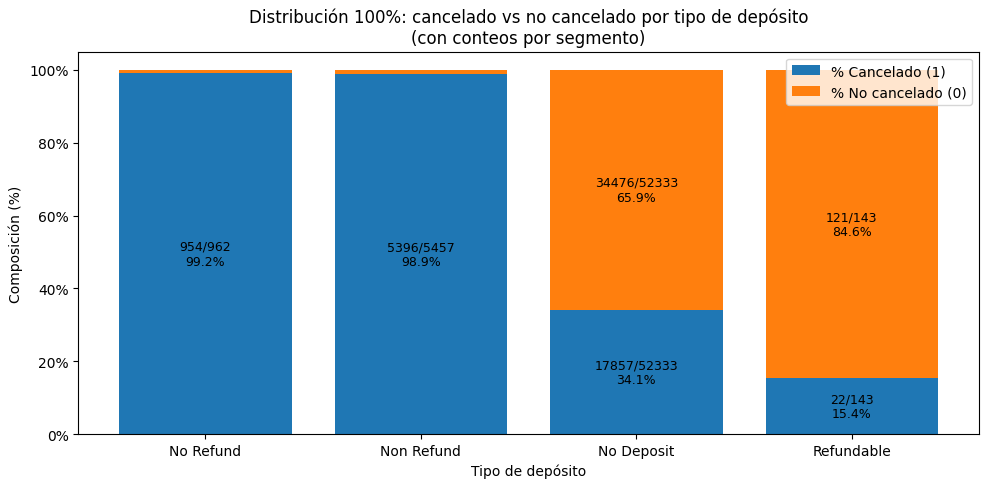 Distribución 100%: cancelado vs no cancelado por tipo de depósito
(con conteos por segmento)
% Cancelado (1)
% No cancelado (0)
Composición (%)
100%
80%
60%
40%
20%
0%
954/962
99.2%
5396/5457
98.9%
34476/52333
65.9%
17857/52333
34.1%
121/143
84.6%
22/143
15.4%
No Refund
Non Refund
No Deposit
Refundable
Tipo de depósito